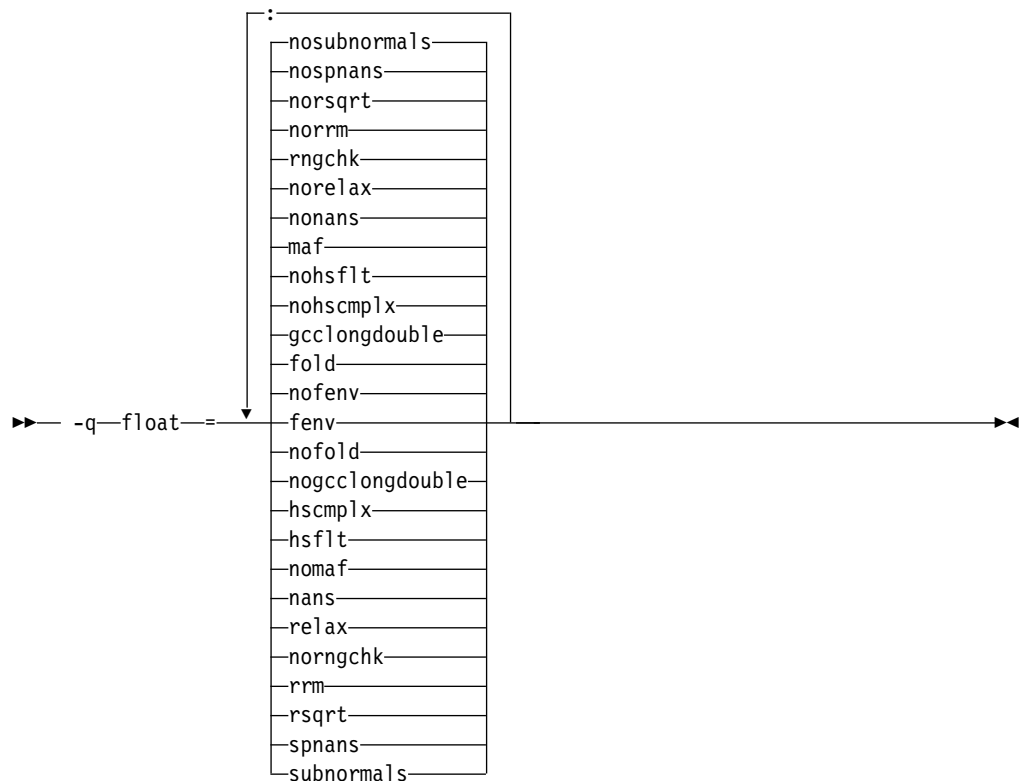 :
nosubnormals
nospnans
norsqrt
norrm
rngchk
norelax
nonans
maf
nohsflt
nohscmplx
gcclongdouble
fold
nofenv
-q float = fenv
nofold
nogcclongdouble
hscmplx
hsflt
nomaf
nans
relax
norngchk
rrm
rsqrt
spnans
subnormals